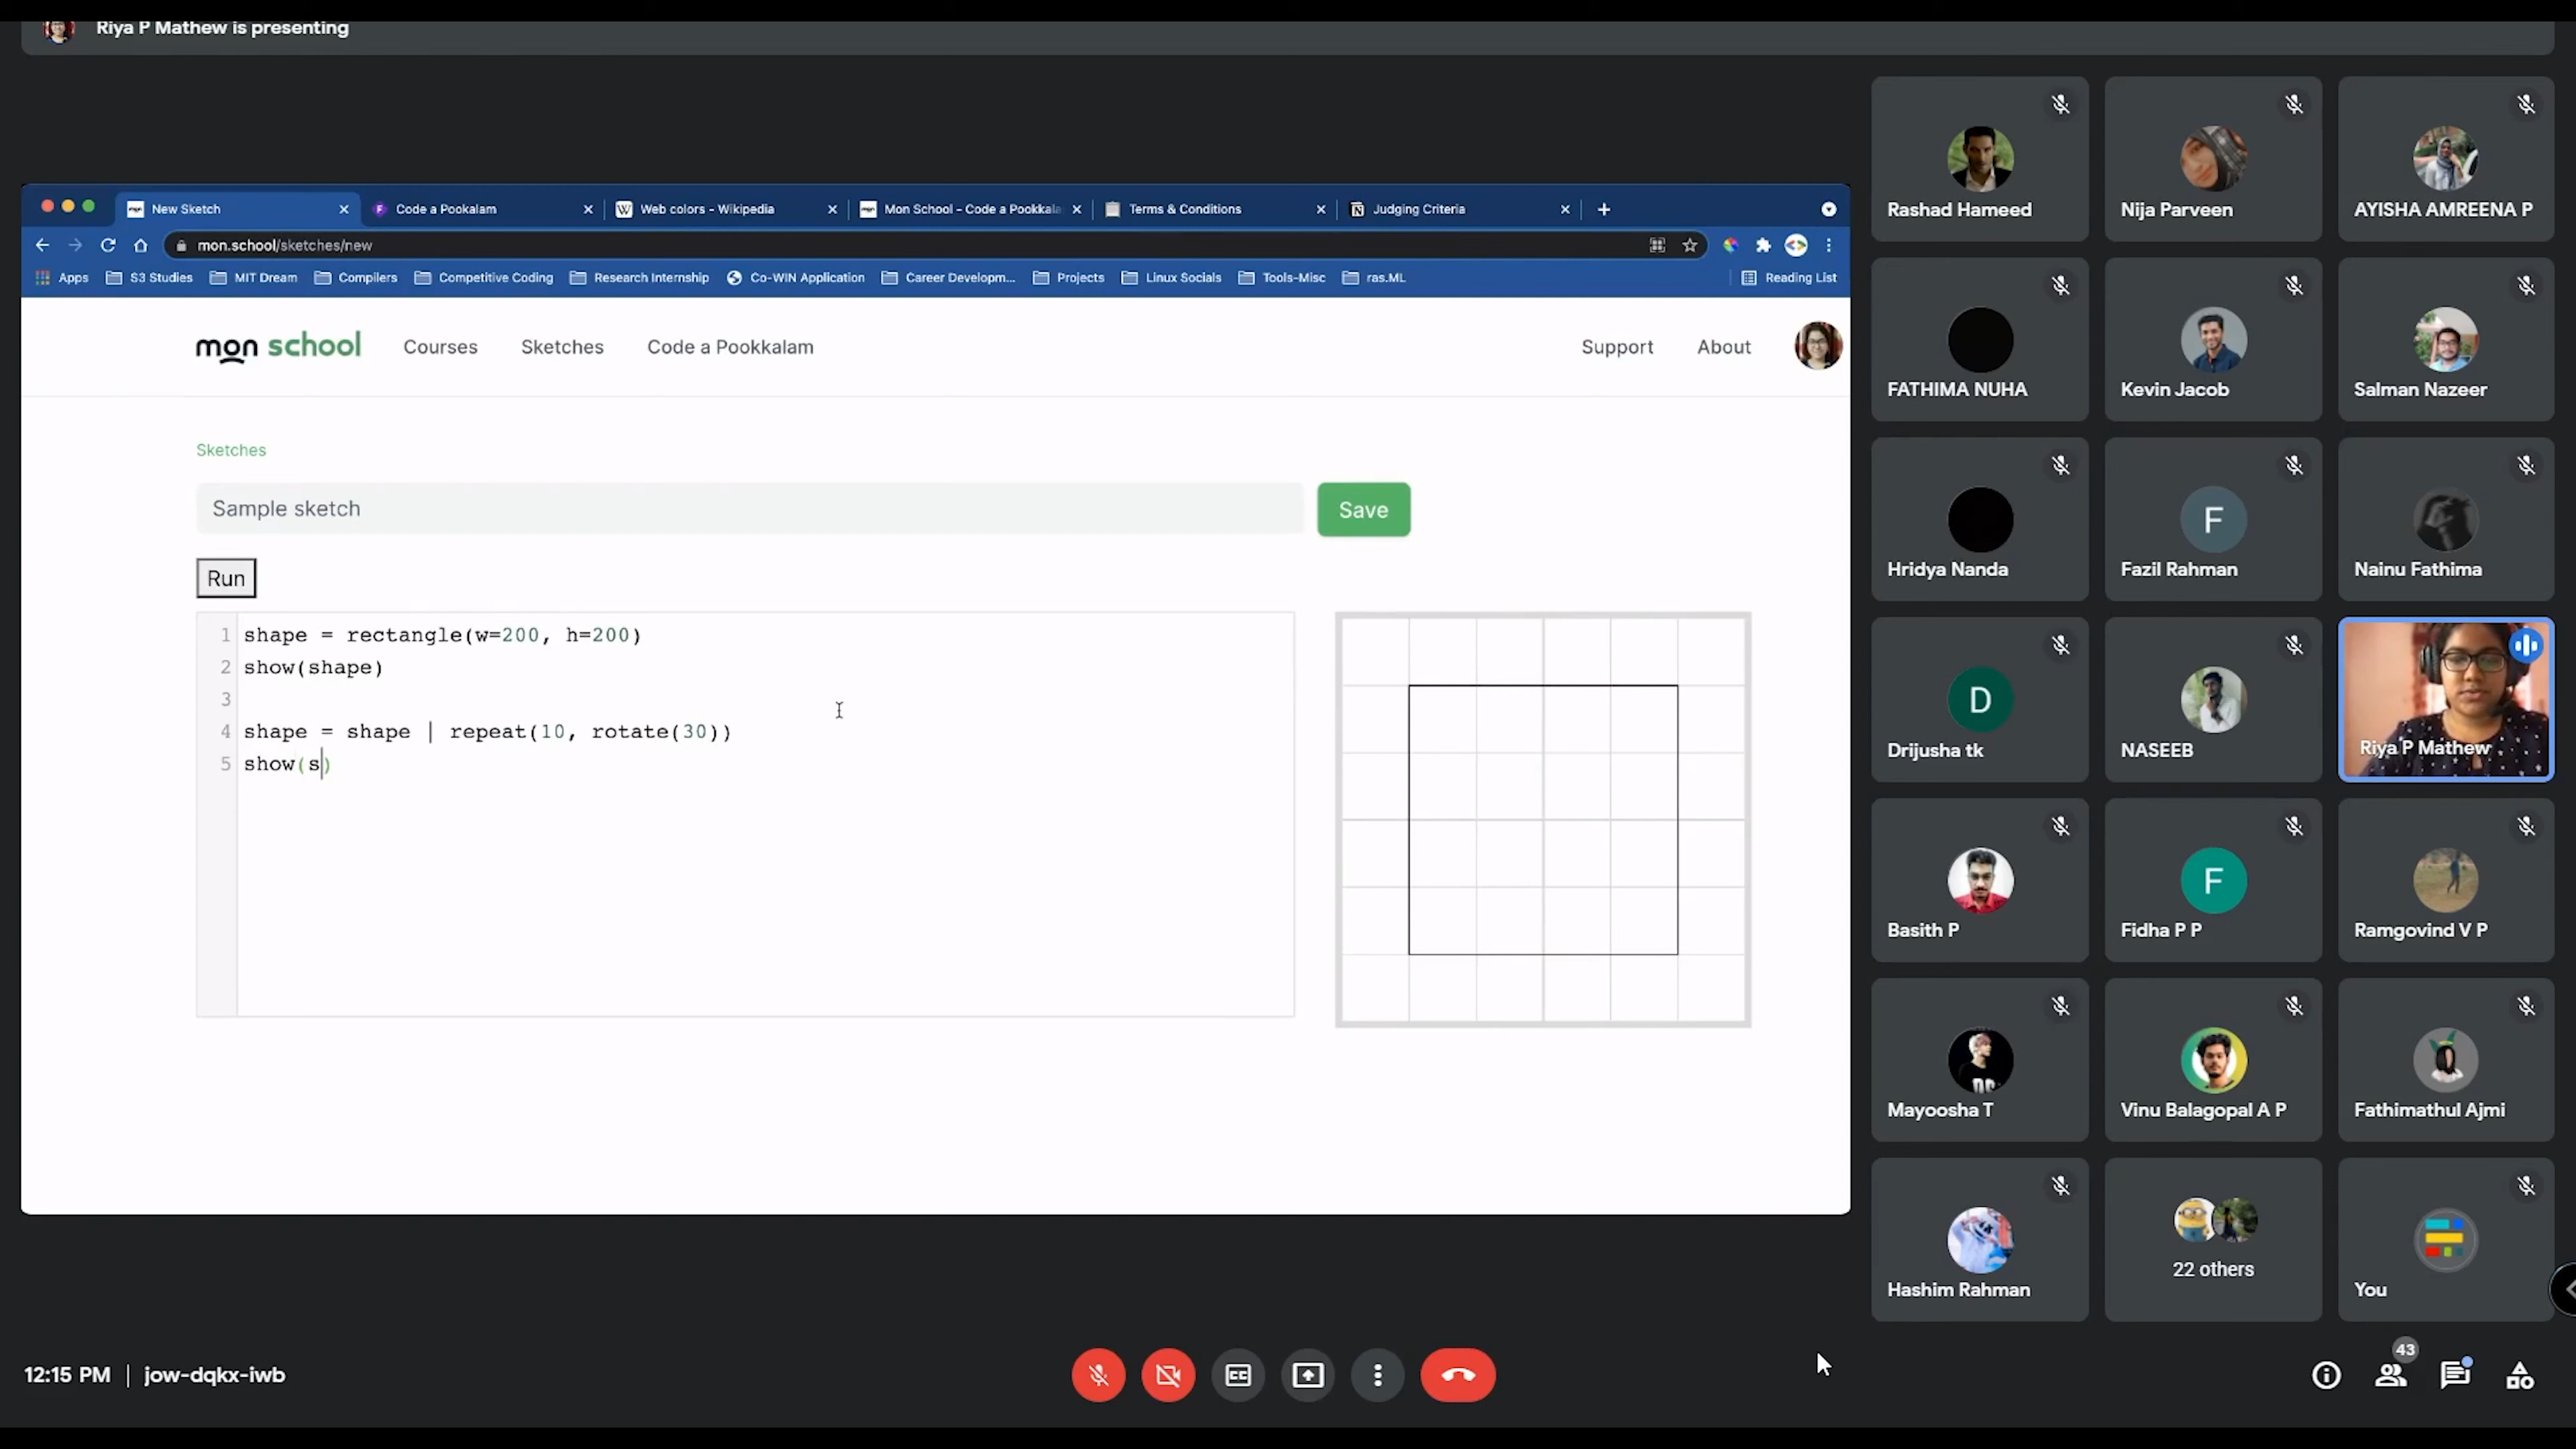 Riya P Mathew is presenting
New Sketch
Code a Pookalam
Web colors - Wikipedia
Mon School - Code a Pookkala
Terms & Conditions
Judging Criteria
mon.school/sketches/new
Apps
S3 Studies
MIT Dream
Compilers
Competitive Coding
Research Internship
Co-WIN Application
Career Developm...
Projects
Linux Socials
Tools-Misc
ras.ML
Reading List
mon school
Courses
Sketches
Code a Pookkalam
Support
About
Sketches
Sample sketch
Save
Run
1 shape = rectangle(w=200, h=200)
2 show(shape)
3
4 shape = shape | repeat(10, rotate(30))
5 show(s)
Rashad Hameed
Nija Parveen
AYISHA AMREENA P
FATHIMA NUHA
Kevin Jacob
Salman Nazeer
Hridya Nanda
F
Fazil Rahman
Nainu Fathima
D
Drijusha tk
NASEEB
Riya P Mathew
Basith P
F
Fidha P P
Ramgovind V P
Mayoosha T
Vinu Balagopal A P
Fathimathul Ajmi
Hashim Rahman
22 others
You
12:15 PM | jow-dqkx-iwb
CC
43